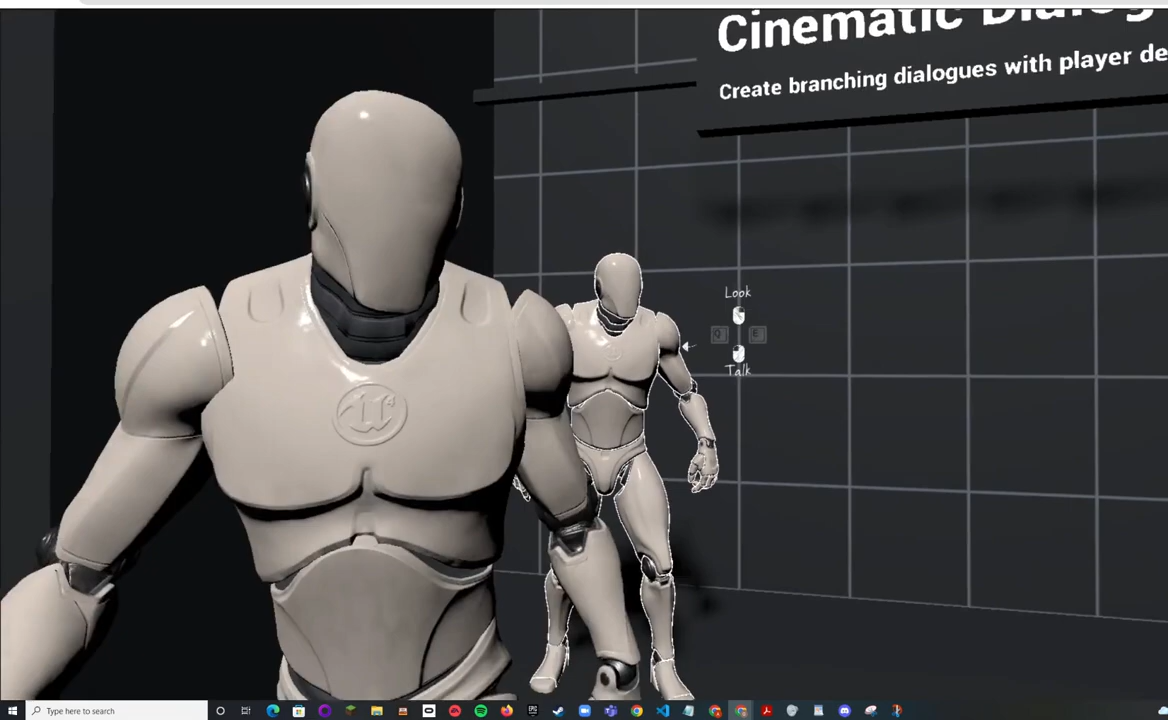 Cinematic Dialog
Create branching dialogues with player de
Look
Talk
Type here to search